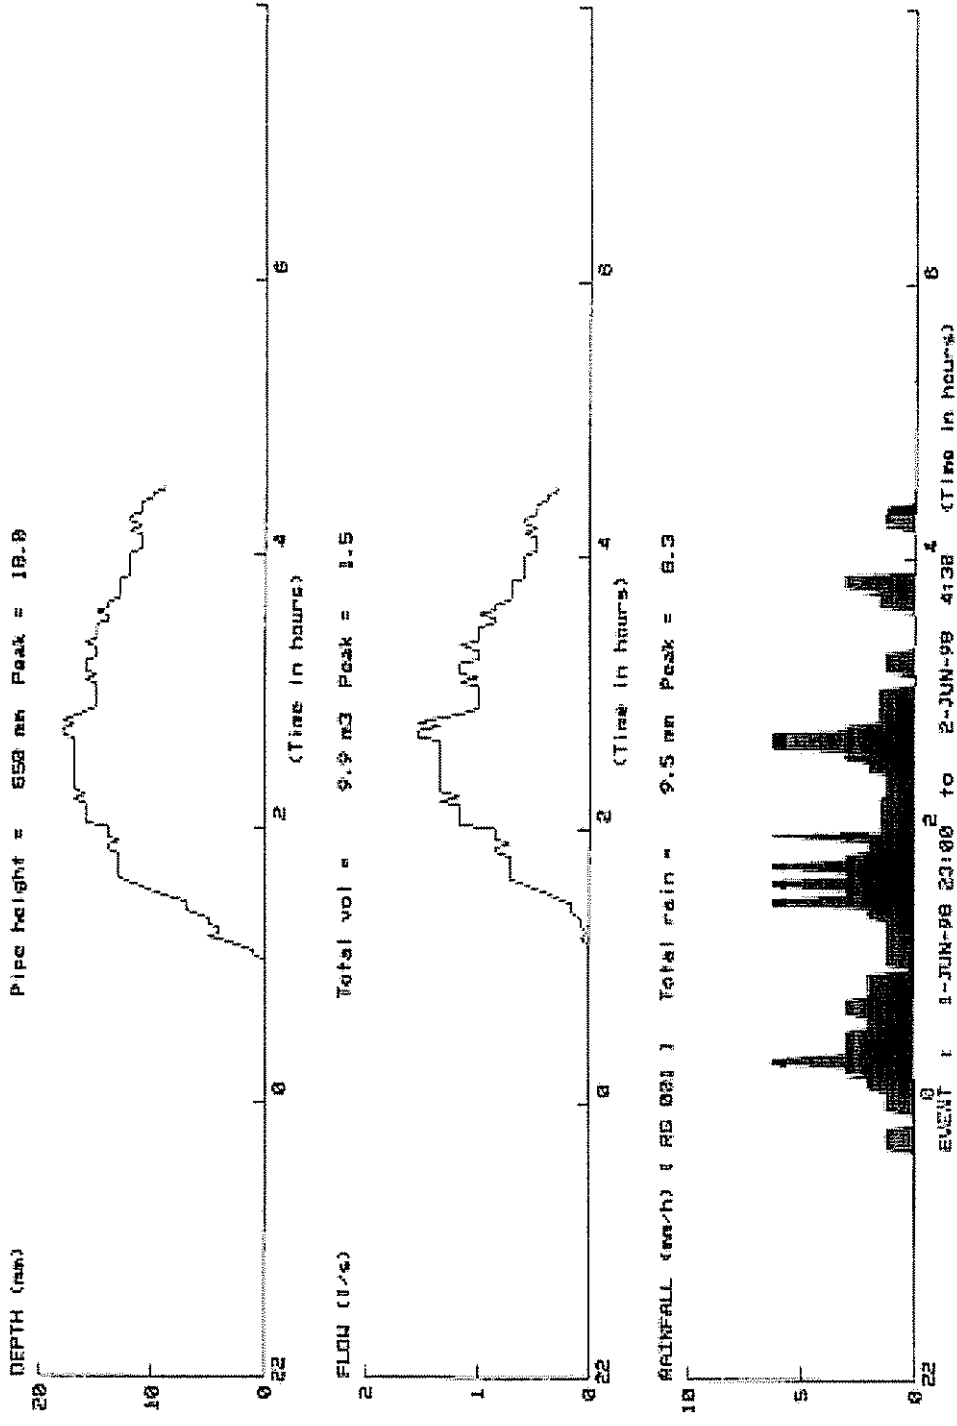 DEPTH (mm) Pipe height = 650 mm Peak = 18.0
20
10
0
22 0 2 4 6
(Time in hours)
FLOW (l/s) Total vol = 9.9 m3 Peak = 1.5
2
1
0
22 0 2 4 6
(Time in hours)
RAINFALL (mm/h) [ RG 001 ] Total rain = 9.5 mm Peak = 6.3
10
5
0
22 0 2 4 6
EVENT : 1-JUN-98 23:00 to 2-JUN-98 4:30 (Time in hours)